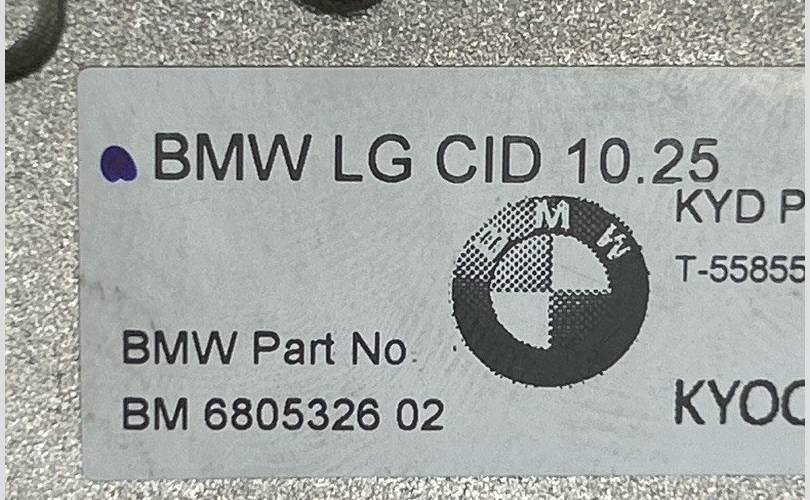 BMW LG CID 10.25
KYD P
T-55855
B M W
BMW Part No.
BM 6805326 02
KYOC